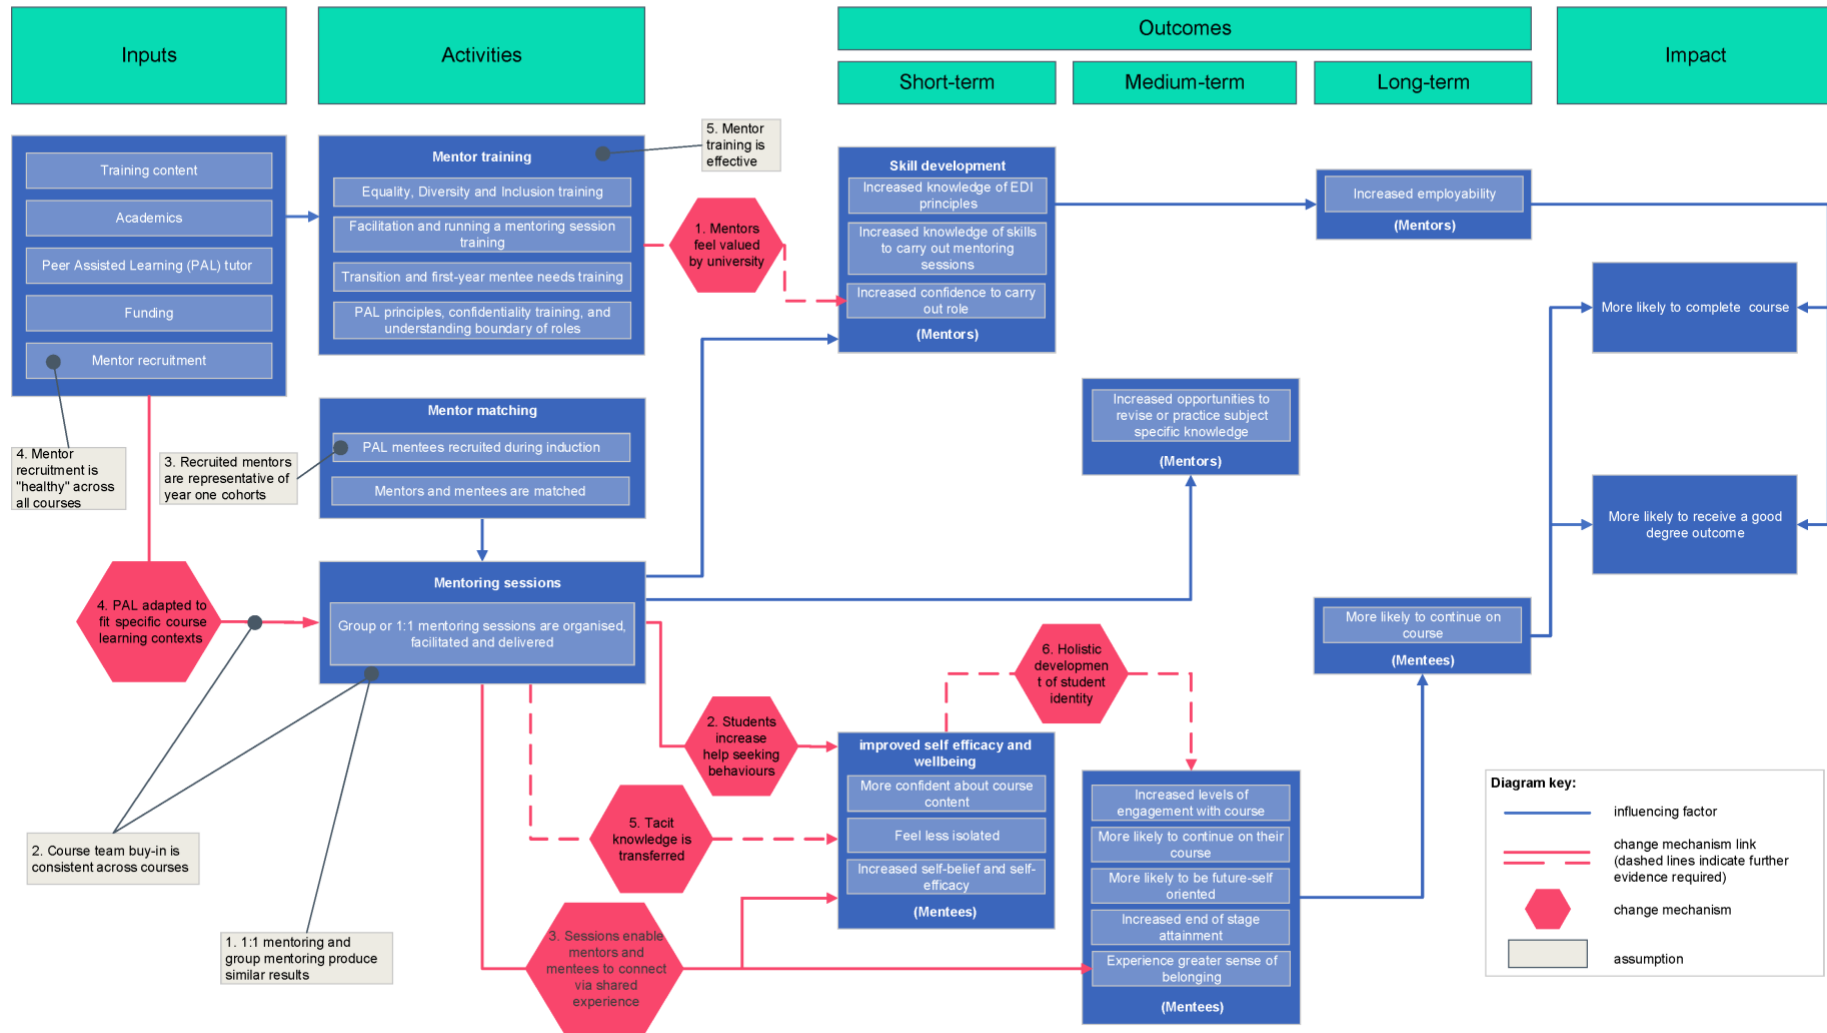 Inputs
Activities
Outcomes
Short-term
Medium-term
Long-term
Impact
Training content
Academics
Peer Assisted Learning (PAL) tutor
Funding
Mentor recruitment
4. Mentor
recruitment is
"healthy" across
all courses
3. Recruited mentors
are representative of
year one cohorts
4. PAL adapted to
fit specific course
learning contexts
2. Course team buy-in is
consistent across courses
1. 1:1 mentoring and
group mentoring produce
similar results
Mentor training
Equality, Diversity and Inclusion training
Facilitation and running a mentoring session
training
Transition and first-year mentee needs training
PAL principles, confidentiality training, and
understanding boundary of roles
5. Mentor
training is
effective
Mentor matching
PAL mentees recruited during induction
Mentors and mentees are matched
Mentoring sessions
Group or 1:1 mentoring sessions are organised,
facilitated and delivered
1. Mentors
feel valued
by university
2. Students
increase
help seeking
behaviours
5. Tacit
knowledge is
transferred
3. Sessions enable
mentors and
mentees to connect
via shared
experience
Skill development
Increased knowledge of EDI
principles
Increased knowledge of skills
to carry out mentoring
sessions
Increased confidence to carry
out role
(Mentors)
improved self efficacy and
wellbeing
More confident about course
content
Feel less isolated
Increased self-belief and self-
efficacy
(Mentees)
6. Holistic
developmen
t of student
identity
Increased opportunities to
revise or practice subject
specific knowledge
(Mentors)
Increased levels of
engagement with course
More likely to continue on their
course
More likely to be future-self
oriented
Increased end of stage
attainment
Experience greater sense of
belonging
(Mentees)
Increased employability
(Mentors)
More likely to continue on
course
(Mentees)
More likely to complete  course
More likely to receive a good
degree outcome
Diagram key:
influencing factor
change mechanism link
(dashed lines indicate further
evidence required)
change mechanism
assumption